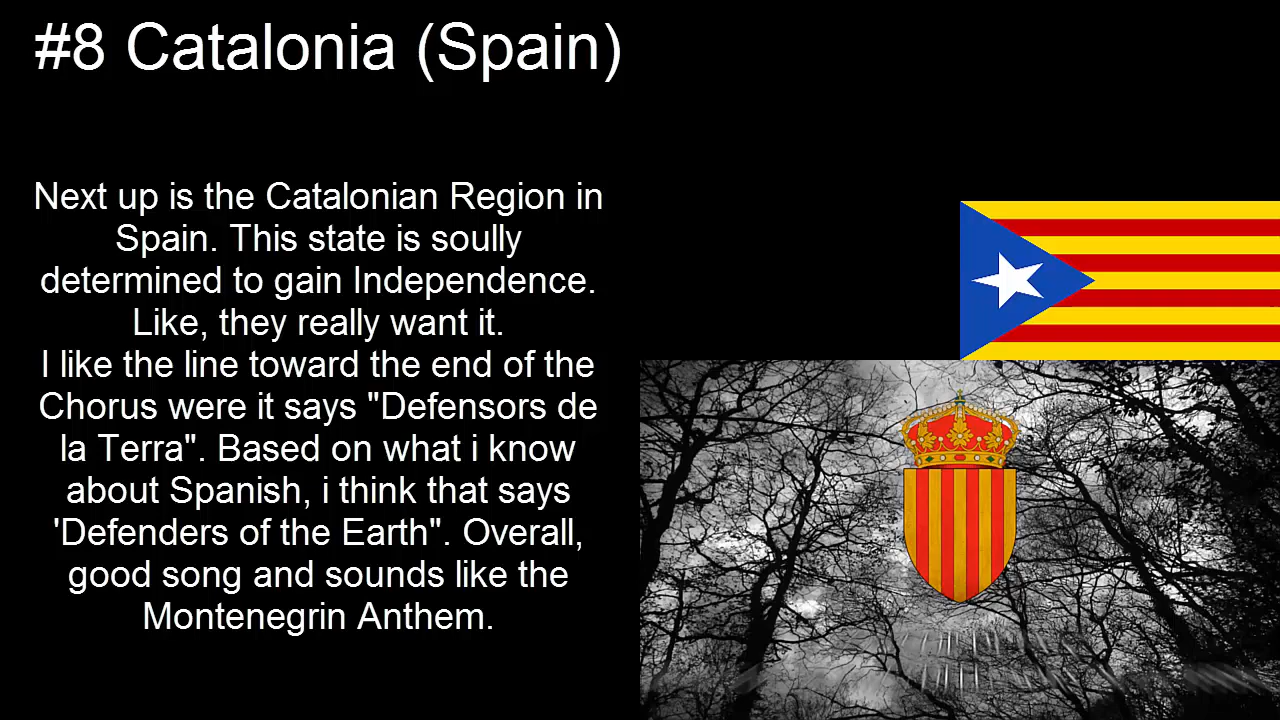 #8 Catalonia (Spain)
Next up is the Catalonian Region in
Spain. This state is soully
determined to gain Independence.
Like, they really want it.
I like the line toward the end of the
Chorus were it says "Defensors de
la Terra". Based on what i know
about Spanish, i think that says
'Defenders of the Earth". Overall,
good song and sounds like the
Montenegrin Anthem.